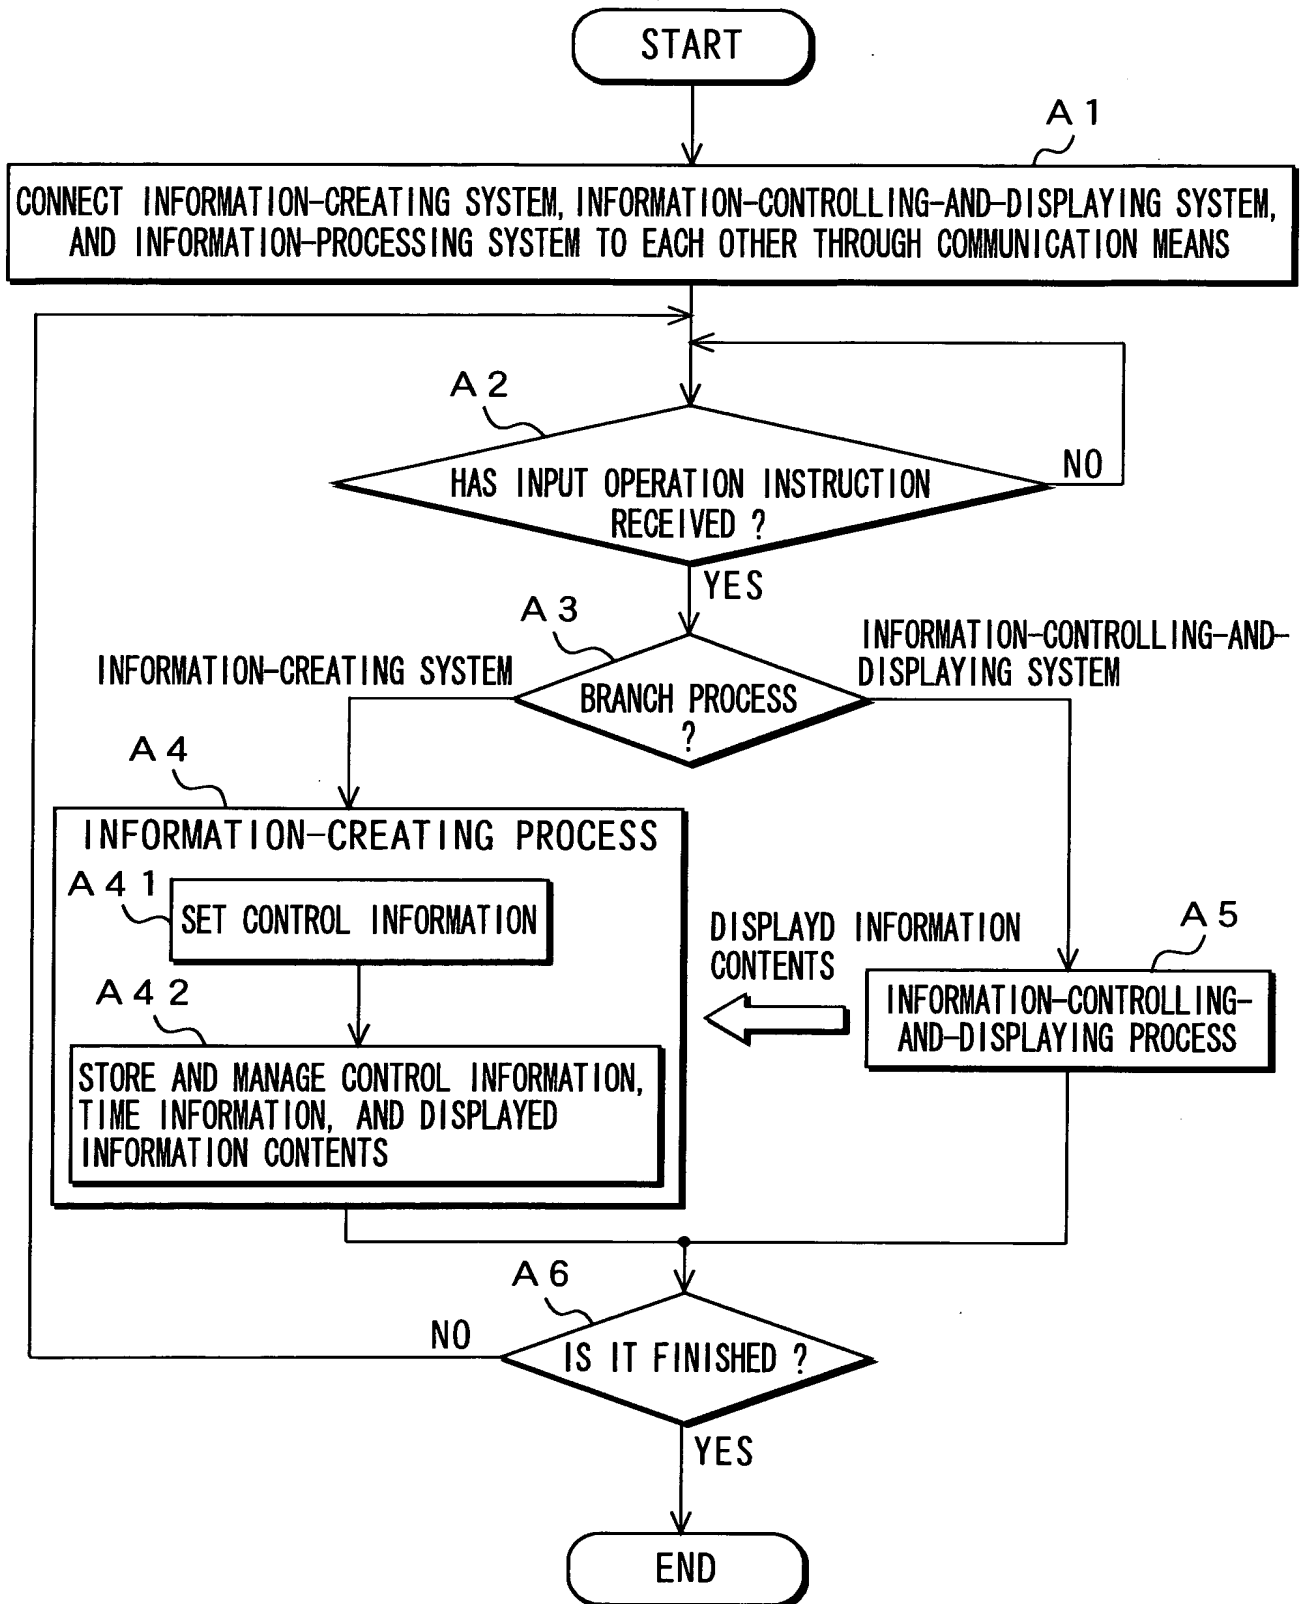 START
A1
CONNECT INFORMATION-CREATING SYSTEM, INFORMATION-CONTROLLING-AND-DISPLAYING SYSTEM,
AND INFORMATION-PROCESSING SYSTEM TO EACH OTHER THROUGH COMMUNICATION MEANS
A2
HAS INPUT OPERATION INSTRUCTION
RECEIVED ?
NO
YES
A3
INFORMATION-CREATING SYSTEM
BRANCH PROCESS
?
INFORMATION-CONTROLLING-AND-
DISPLAYING SYSTEM
A4
INFORMATION-CREATING PROCESS
A41
SET CONTROL INFORMATION
A42
STORE AND MANAGE CONTROL INFORMATION,
TIME INFORMATION, AND DISPLAYED
INFORMATION CONTENTS
DISPLAYD INFORMATION
CONTENTS
A5
INFORMATION-CONTROLLING-
AND-DISPLAYING PROCESS
A6
NO
IS IT FINISHED ?
YES
END